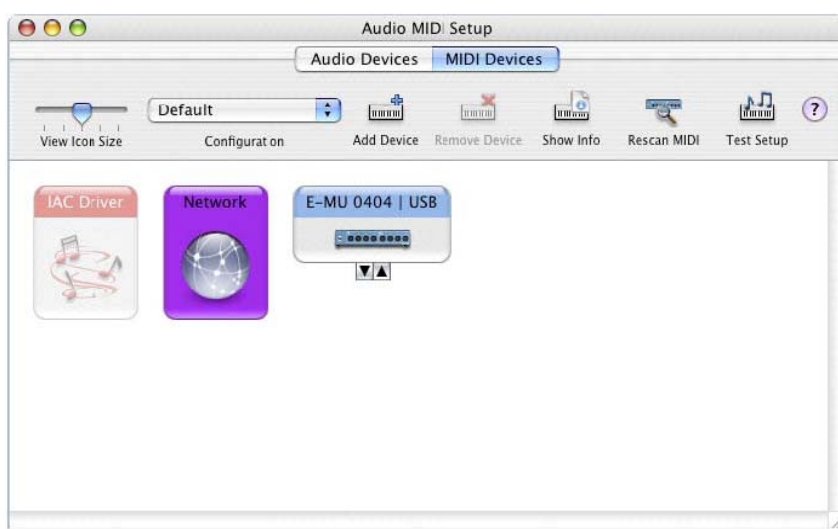 Audio MIDI Setup
Audio Devices MIDI Devices
Default
?
View Icon Size Configurat on Add Device Remove Device Show Info Rescan MIDI Test Setup
IAC Driver Network E-MU 0404 | USB